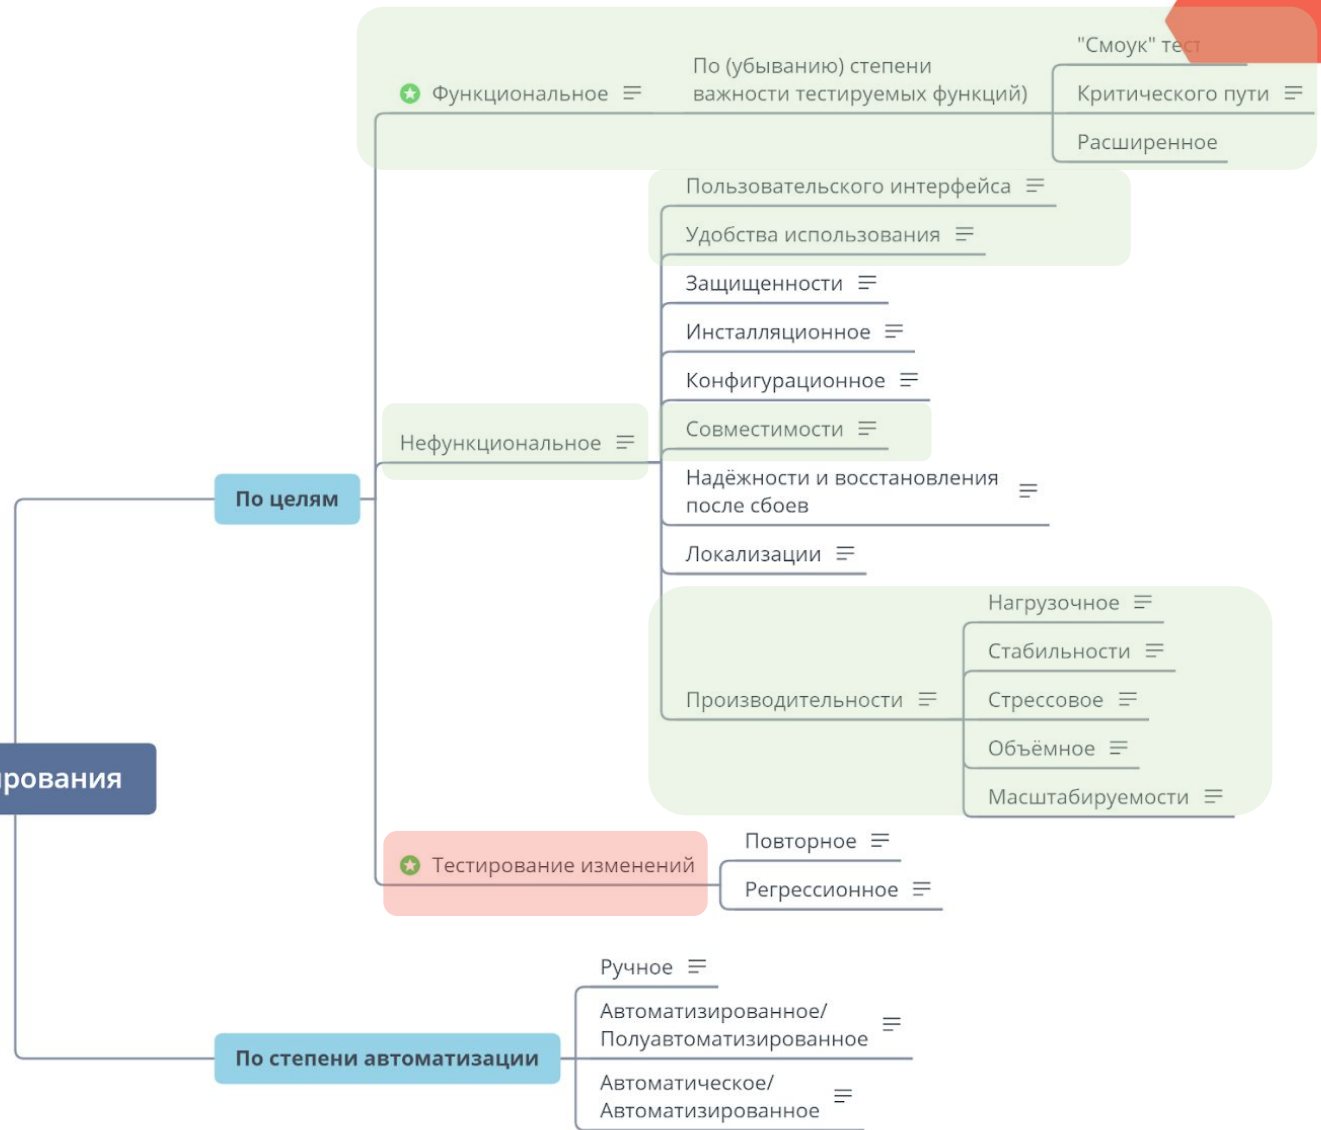 "Смоук" тест
По (убыванию) степени
важности тестируемых функций)
Функциональное
Критического пути
Расширенное
Пользовательского интерфейса
Удобства использования
Защищенности
Инсталляционное
Конфигурационное
Совместимости
Нефункциональное
Надёжности и восстановления
после сбоев
По целям
Локализации
Нагрузочное
Стабильности
Производительности
Стрессовое
Объёмное
Масштабируемости
ирования
Повторное
Тестирование изменений
Регрессионное
Ручное
Автоматизированное/
Полуавтоматизированное
По степени автоматизации
Автоматическое/
Автоматизированное